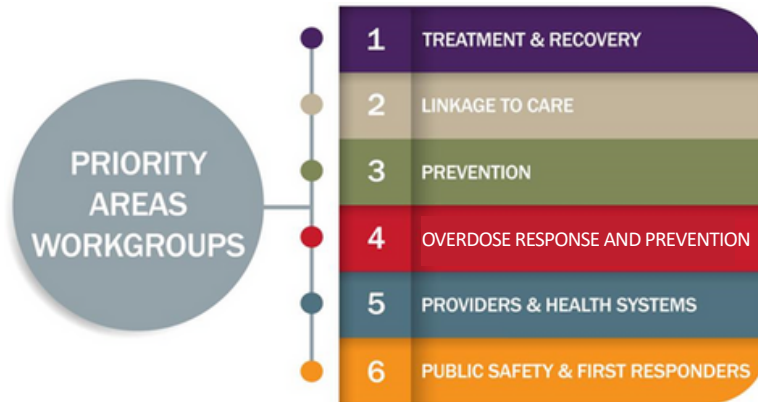 PRIORITY
AREAS
WORKGROUPS
1 TREATMENT & RECOVERY
2 LINKAGE TO CARE
3 PREVENTION
4 OVERDOSE RESPONSE AND PREVENTION
5 PROVIDERS & HEALTH SYSTEMS
6 PUBLIC SAFETY & FIRST RESPONDERS